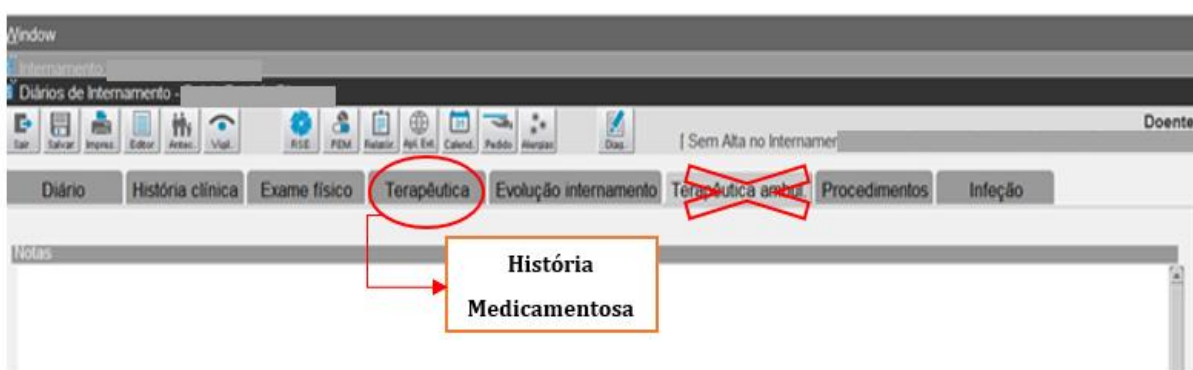 Window
Internamento:
Diários de Internamento -
Sair Salvar Impres. Editor Antec. Vigil. RSE PEM Relatór. Apl. Ext. Calend. Pedido Alergias Diag. [ Sem Alta no Internamen Doente
Diário História clínica Exame físico Terapêutica Evolução internamento Terapêutica ambul. Procedimentos Infeção
Notas
História
Medicamentosa